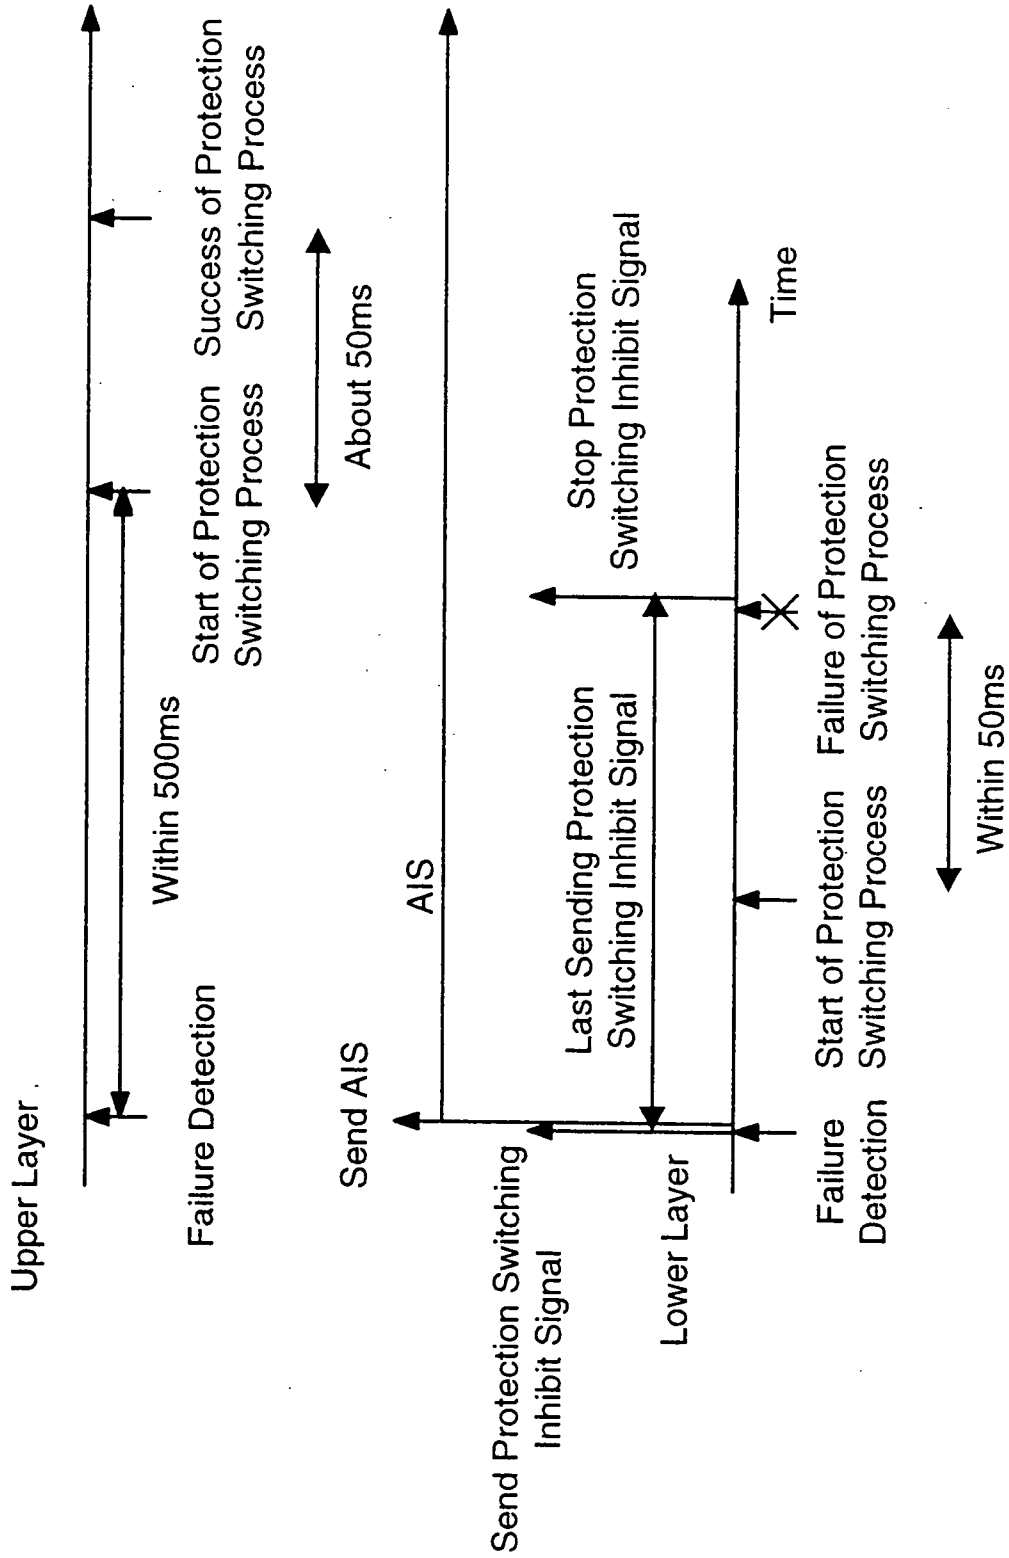 Upper Layer
Failure Detection
Within 500ms
Start of Protection
Switching Process
Success of Protection
Switching Process
About 50ms
Send AIS
AIS
Send Protection Switching
Inhibit Signal
Last Sending Protection
Switching Inhibit Signal
Stop Protection
Switching Inhibit Signal
Lower Layer
Time
Failure
Detection
Start of Protection
Switching Process
Failure of Protection
Switching Process
Within 50ms